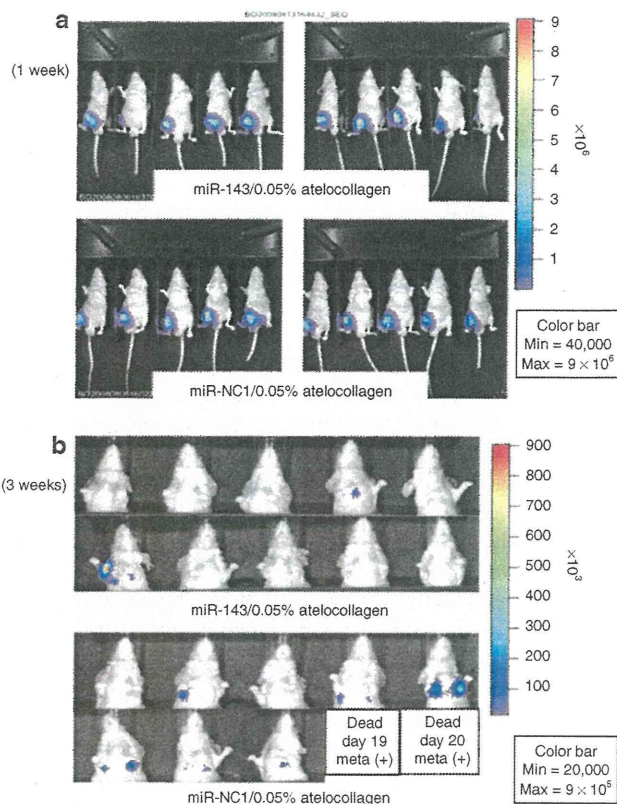 a
(1 week)
9
8
7
6
5
4
3
2
1
×10⁶
miR-143/0.05% atelocollagen
miR-NC1/0.05% atelocollagen
Color bar
Min = 40,000
Max = 9 × 10⁶
b
(3 weeks)
900
800
700
600
500
400
300
200
100
×10³
miR-143/0.05% atelocollagen
Dead
day 19
meta (+)
Dead
day 20
meta (+)
miR-NC1/0.05% atelocollagen
Color bar
Min = 20,000
Max = 9 × 10⁵